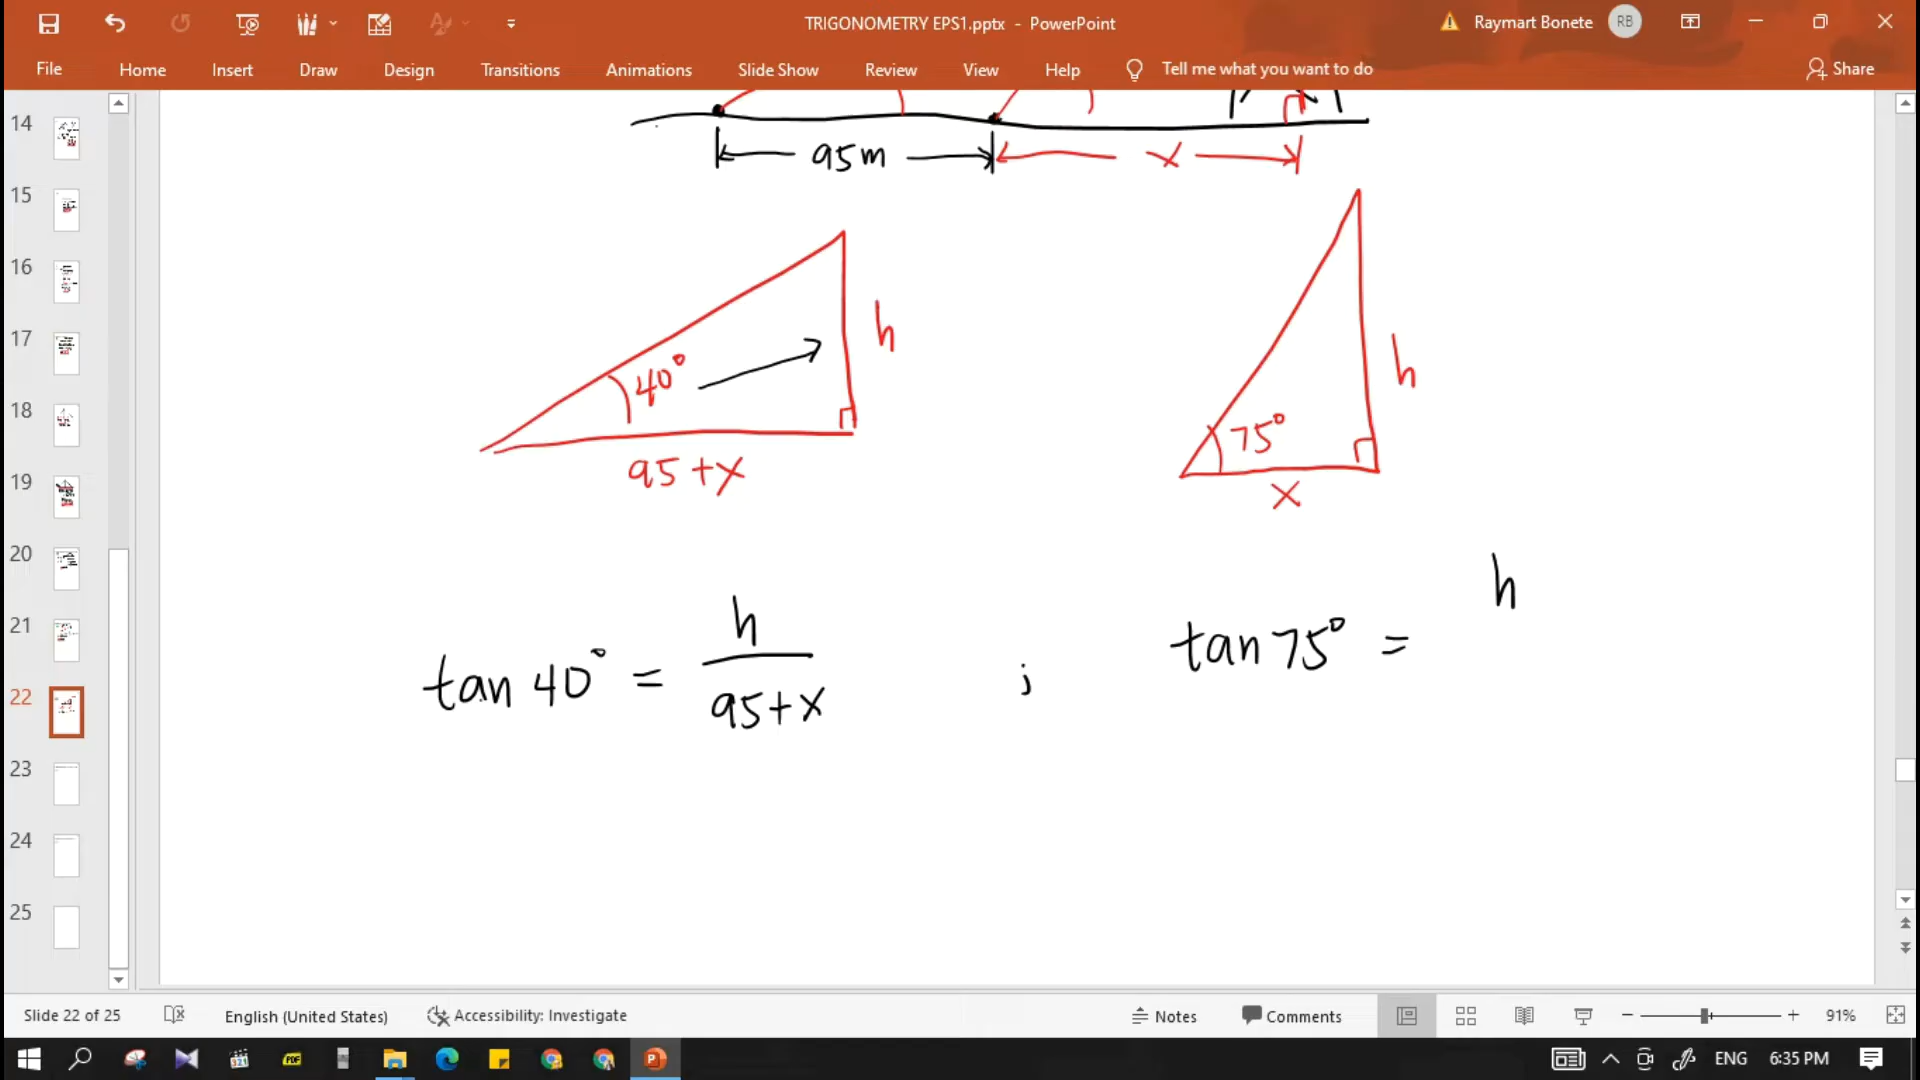 TRIGONOMETRY EPS1.pptx - PowerPoint
Raymart Bonete
RB
File Home Insert Draw Design Transitions Animations Slide Show Review View Help Tell me what you want to do Share
14
15
16
17
18
19
20
21
22
23
24
25
95m x
40°
h
95+x
75°
h
x
tan 40° = h / 95+x ; tan 75° = h
Slide 22 of 25 English (United States) Accessibility: Investigate Notes Comments 91%
ENG 6:35 PM